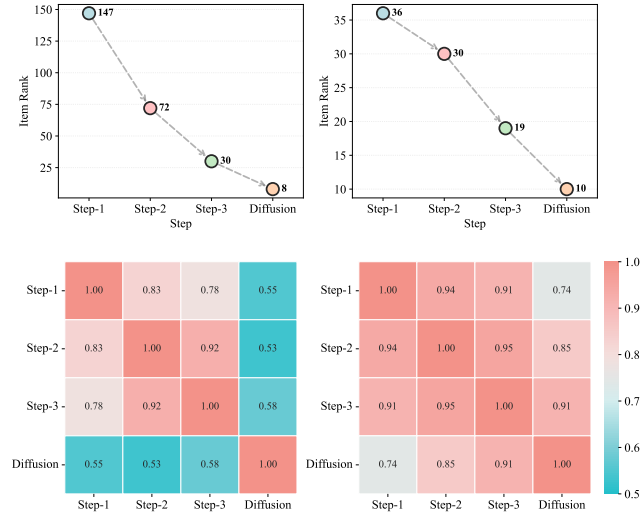 150
125
100
75
50
25
Item Rank
147
72
30
8
Step-1 Step-2 Step-3 Diffusion
Step
35
30
25
20
15
10
Item Rank
36
30
19
10
Step-1 Step-2 Step-3 Diffusion
Step
Step-1 1.00 0.83 0.78 0.55
Step-2 0.83 1.00 0.92 0.53
Step-3 0.78 0.92 1.00 0.58
Diffusion 0.55 0.53 0.58 1.00
Step-1 Step-2 Step-3 Diffusion
Step-1 1.00 0.94 0.91 0.74
Step-2 0.94 1.00 0.95 0.85
Step-3 0.91 0.95 1.00 0.91
Diffusion 0.74 0.85 0.91 1.00
Step-1 Step-2 Step-3 Diffusion
1.0
0.9
0.8
0.7
0.6
0.5